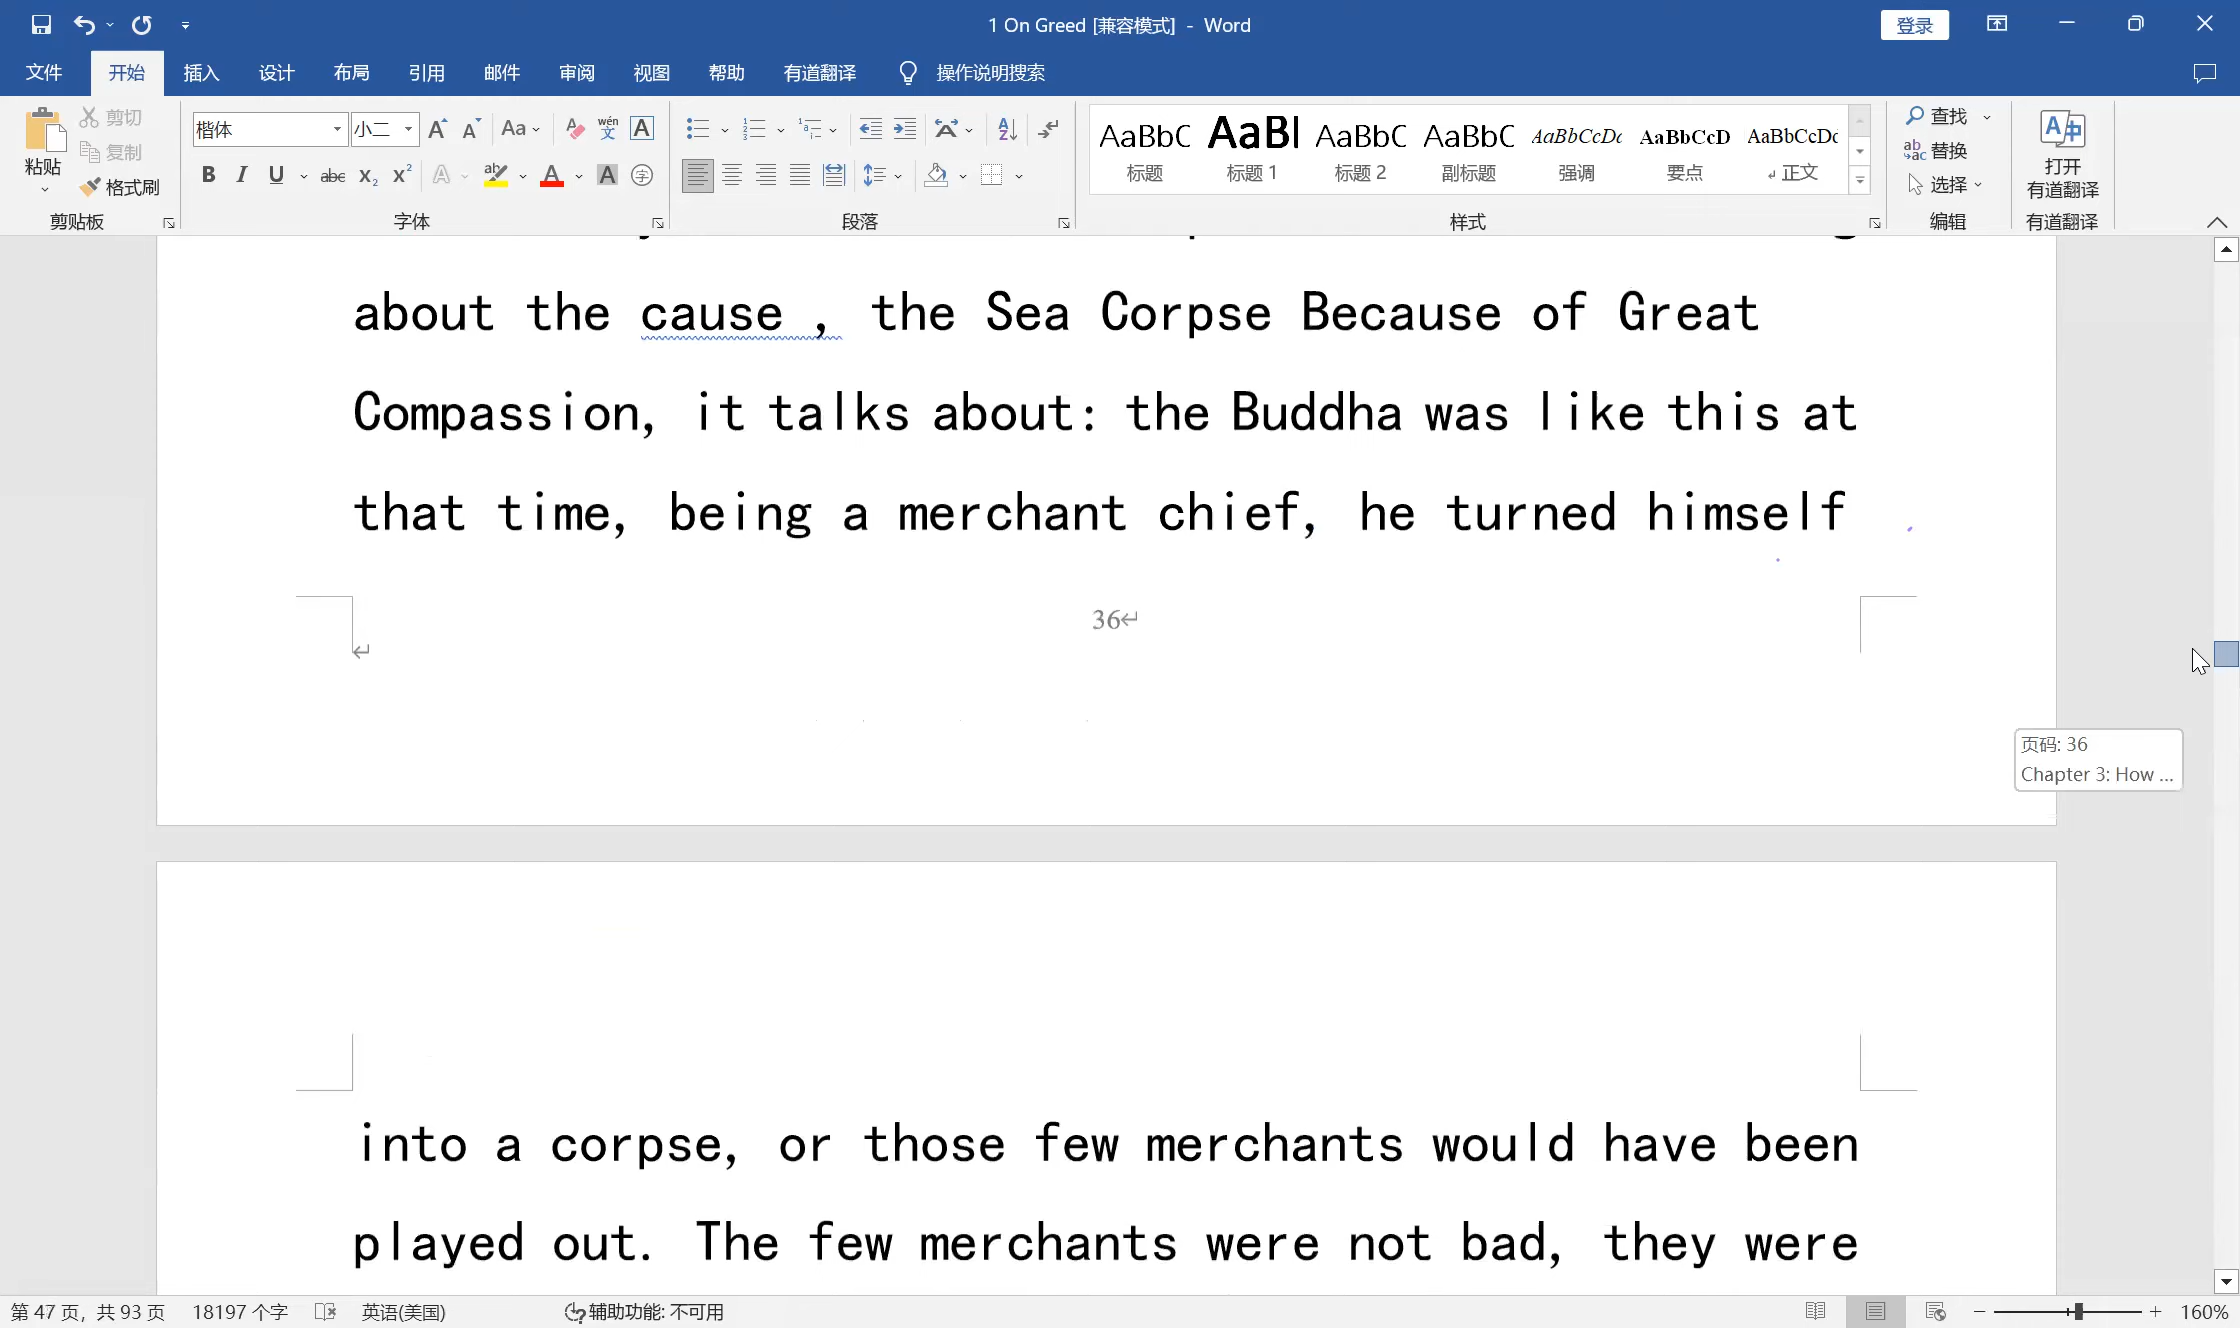 1 On Greed [兼容模式] - Word
登录
文件 开始 插入 设计 布局 引用 邮件 审阅 视图 帮助 有道翻译 操作说明搜索
粘贴
剪切
复制
格式刷
剪贴板
楷体 小二
字体
段落
AaBbC 标题
AaBl 标题 1
AaBbC 标题 2
AaBbC 副标题
AaBbCcDc 强调
AaBbCcD 要点
AaBbCcDc 正文
样式
查找
替换
选择
编辑
打开
有道翻译
有道翻译
about the cause , the Sea Corpse Because of Great
Compassion, it talks about: the Buddha was like this at
that time, being a merchant chief, he turned himself
36
页码: 36
Chapter 3: How ...
into a corpse, or those few merchants would have been
played out. The few merchants were not bad, they were
第 47 页, 共 93 页 18197 个字 英语(美国) 辅助功能: 不可用 160%